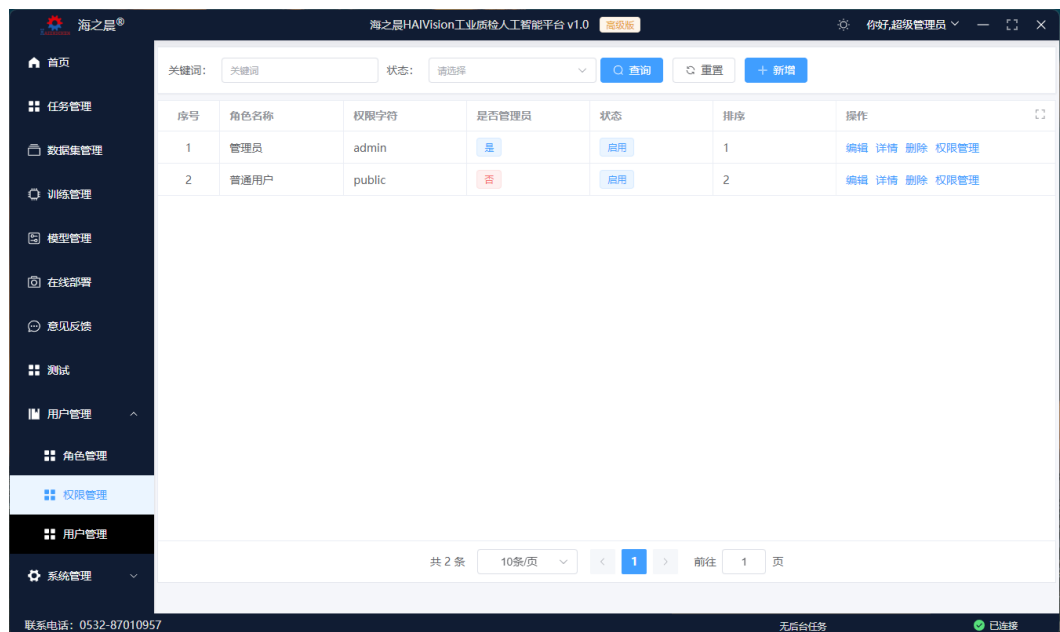 海之晨® 海之晨HAIVision工业质检人工智能平台 v1.0 高级版 你好,超级管理员
首页
关键词: 关键词 状态: 请选择 查询 重置 新增
任务管理
序号 角色名称 权限字符 是否管理员 状态 排序 操作
1 管理员 admin 是 启用 1 编辑 详情 删除 权限管理
数据集管理
2 普通用户 public 否 启用 2 编辑 详情 删除 权限管理
训练管理
模型管理
在线部署
意见反馈
测试
用户管理
角色管理
权限管理
用户管理
共 2 条 10条/页 1 前往 1 页
系统管理
联系电话: 0532-87010957 无后台任务 已连接